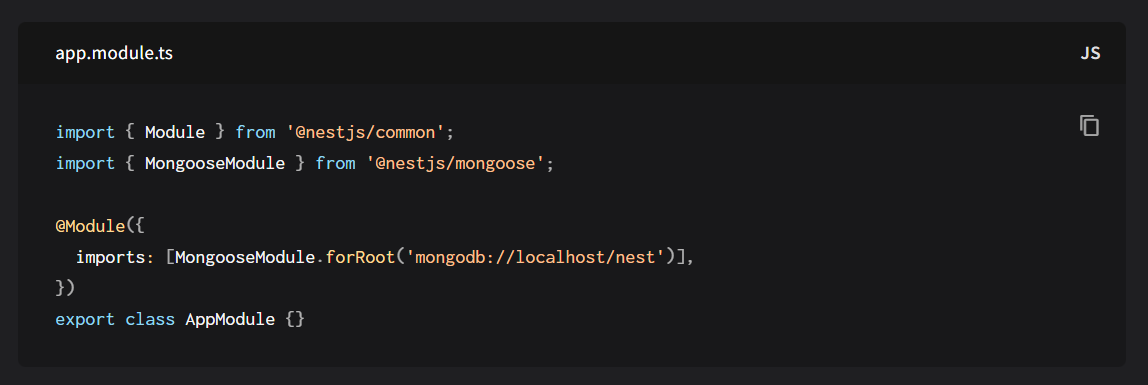 app.module.ts
JS
import { Module } from '@nestjs/common';
import { MongooseModule } from '@nestjs/mongoose';
@Module({
  imports: [MongooseModule.forRoot('mongodb://localhost/nest')],
})
export class AppModule {}